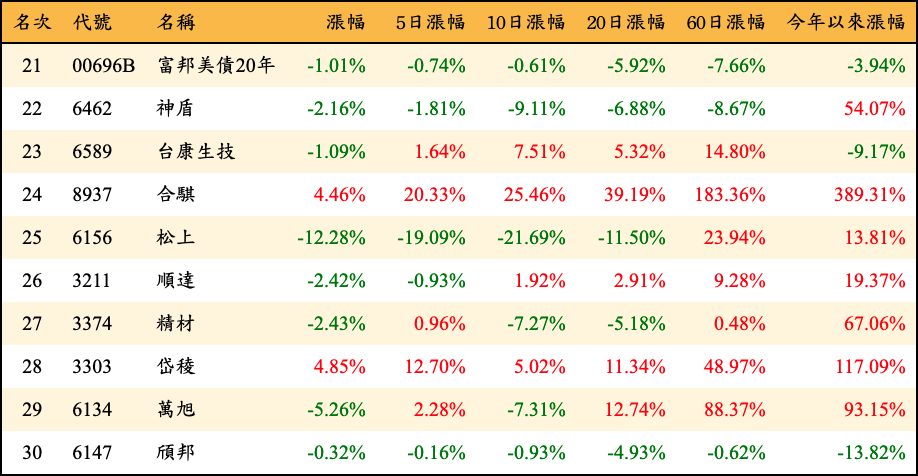 名次 代號 名稱 漲幅 5日漲幅 10日漲幅 20日漲幅 60日漲幅 今年以來漲幅
21 00696B 富邦美債20年 -1.01% -0.74% -0.61% -5.92% -7.66% -3.94%
22 6462 神盾 -2.16% -1.81% -9.11% -6.88% -8.67% 54.07%
23 6589 台康生技 -1.09% 1.64% 7.51% 5.32% 14.80% -9.17%
24 8937 合騏 4.46% 20.33% 25.46% 39.19% 183.36% 389.31%
25 6156 松上 -12.28% -19.09% -21.69% -11.50% 23.94% 13.81%
26 3211 順達 -2.42% -0.93% 1.92% 2.91% 9.28% 19.37%
27 3374 精材 -2.43% 0.96% -7.27% -5.18% 0.48% 67.06%
28 3303 岱稜 4.85% 12.70% 5.02% 11.34% 48.97% 117.09%
29 6134 萬旭 -5.26% 2.28% -7.31% 12.74% 88.37% 93.15%
30 6147 頎邦 -0.32% -0.16% -0.93% -4.93% -0.62% -13.82%